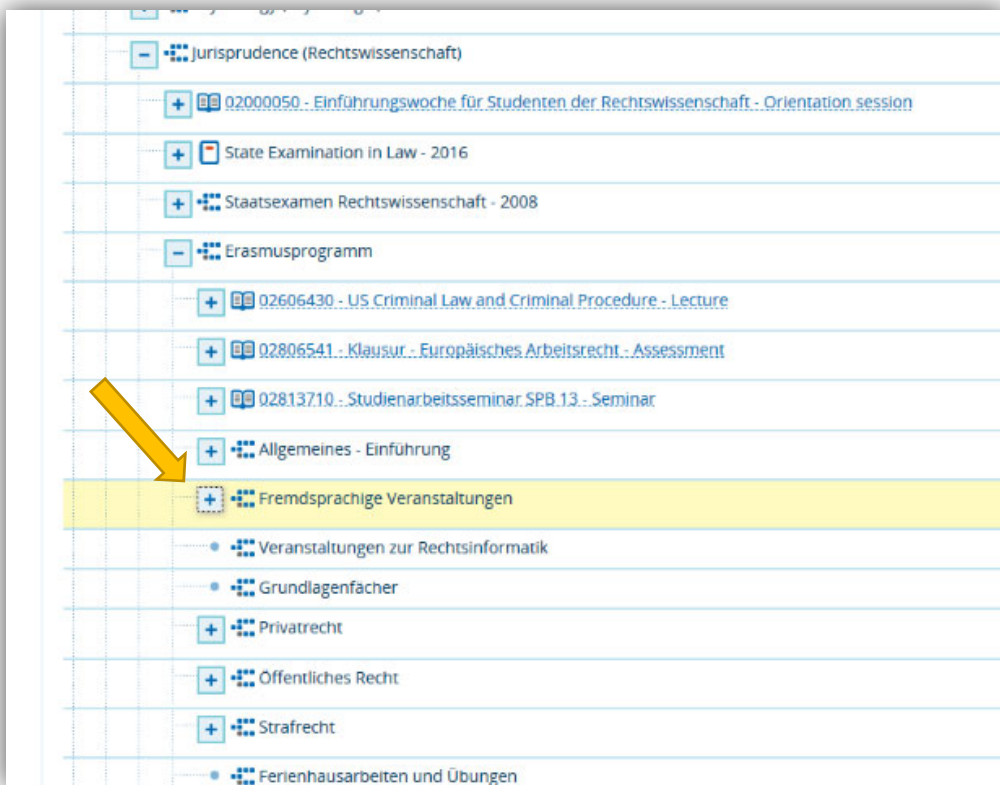 Jurisprudence (Rechtswissenschaft)
02000050 - Einführungswoche für Studenten der Rechtswissenschaft - Orientation session
State Examination in Law - 2016
Staatsexamen Rechtswissenschaft - 2008
Erasmusprogramm
02606430 - US Criminal Law and Criminal Procedure - Lecture
02806541 - Klausur - Europäisches Arbeitsrecht - Assessment
02813710 - Studienarbeitsseminar SPB 13 - Seminar
Allgemeines - Einführung
Fremdsprachige Veranstaltungen
Veranstaltungen zur Rechtsinformatik
Grundlagenfächer
Privatrecht
Öffentliches Recht
Strafrecht
Ferienhausarbeiten und Übungen